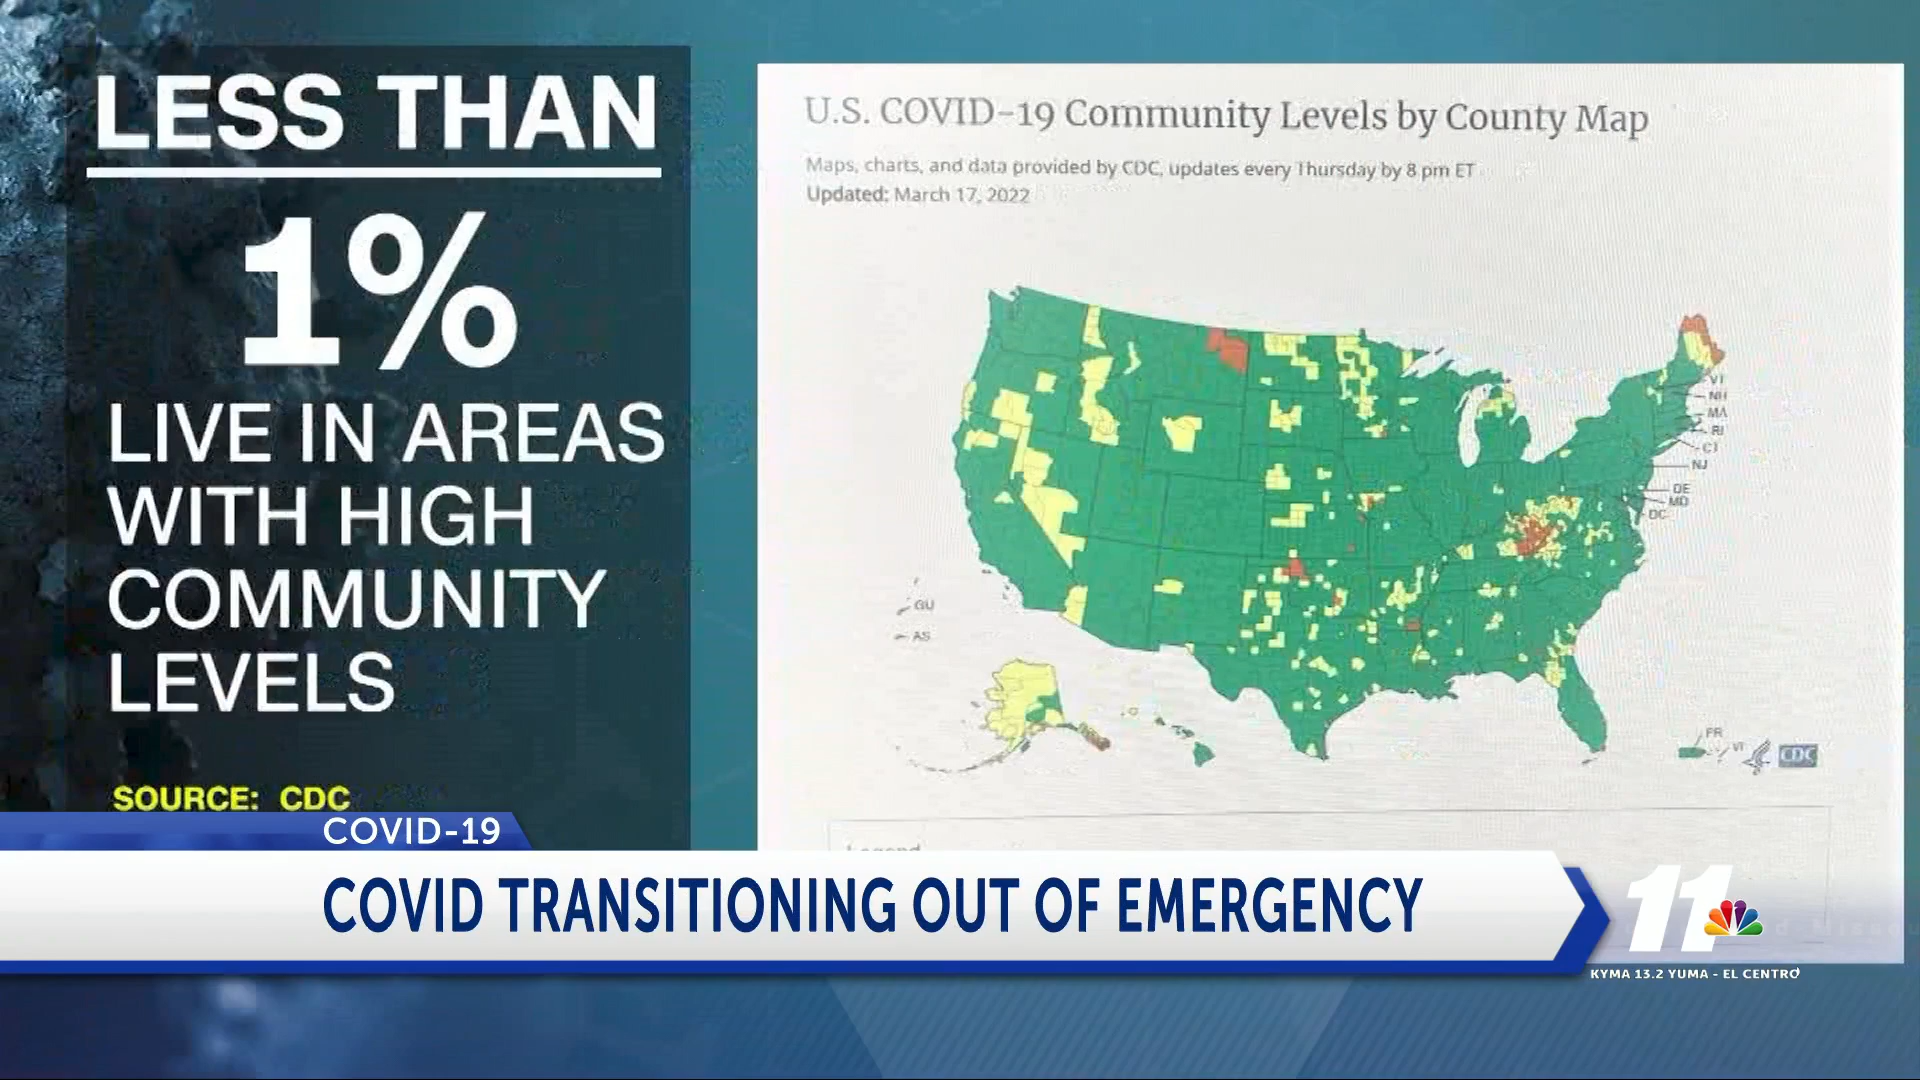 LESS THAN
1%
LIVE IN AREAS
WITH HIGH
COMMUNITY
LEVELS
SOURCE: CDC
U.S. COVID-19 Community Levels by County Map
Maps, charts, and data provided by CDC, updates every Thursday by 8 pm ET
Updated: March 17, 2022
VT
NH
MA
RI
CT
NJ
DE
MD
DC
GU
AS
PR
VI
CDC
Legend
COVID-19
COVID TRANSITIONING OUT OF EMERGENCY
11
KYMA 13.2 YUMA - EL CENTRO